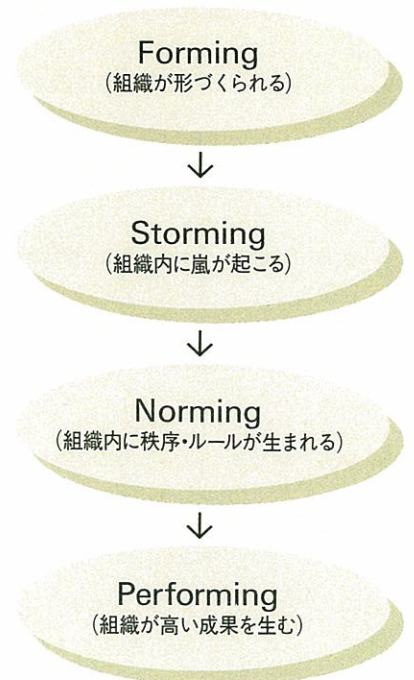 Forming
(組織が形づくられる)
↓
Storming
(組織内に嵐が起こる)
↓
Norming
(組織内に秩序・ルールが生まれる)
↓
Performing
(組織が高い成果を生む)